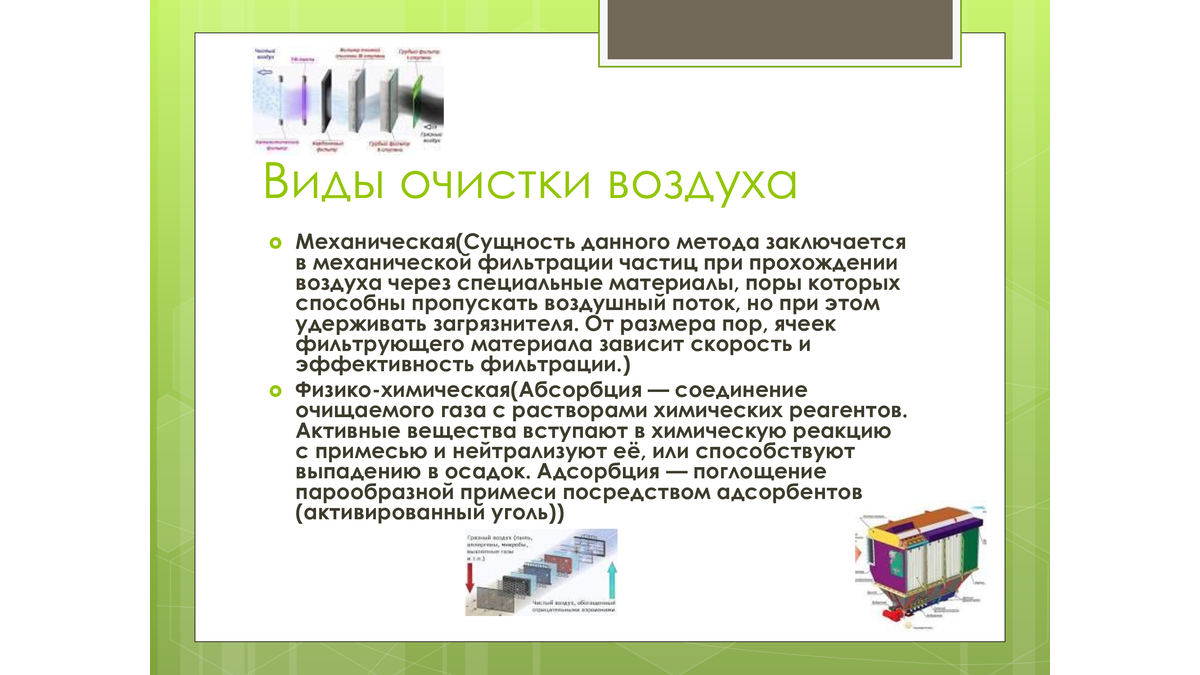 Чистый
воздух
УФ-лампа
Фильтр тонкой
очистки III ступени
Грубый фильтр
I ступени
Грязный
воздух
Фотокаталитический
фильтр
Карбоновый
фильтр
Грубый фильтр
II ступени
Виды очистки воздуха
Механическая(Сущность данного метода заключается
в механической фильтрации частиц при прохождении
воздуха через специальные материалы, поры которых
способны пропускать воздушный поток, но при этом
удерживать загрязнителя. От размера пор, ячеек
фильтрующего материала зависит скорость и
эффективность фильтрации.)
Физико-химическая(Абсорбция — соединение
очищаемого газа с растворами химических реагентов.
Активные вещества вступают в химическую реакцию
с примесью и нейтрализуют её, или способствуют
выпадению в осадок. Адсорбция — поглощение
парообразной примеси посредством адсорбентов
(активированный уголь))
Грязный воздух (пыль,
аллергены, микробы,
выхлопные газы
и т.п.)
Чистый воздух, обогащенный
отрицательными аэроионами